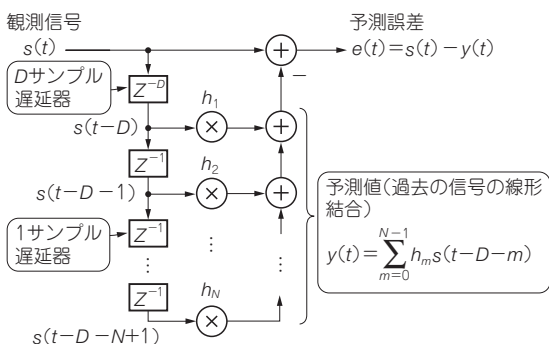 観測信号
予測誤差
s(t)
e(t)=s(t)−y(t)
+
−
Dサンプル
遅延器
Z^{-D}
h_1
s(t−D)
×
+
Z^{-1}
h_2
s(t−D−1)
×
+
予測値(過去の信号の線形
結合)
y(t)=\sum_{m=0}^{N-1} h_m s(t−D−m)
1サンプル
遅延器
Z^{-1}
⋮
⋮
⋮
Z^{-1}
h_N
×
s(t−D−N+1)